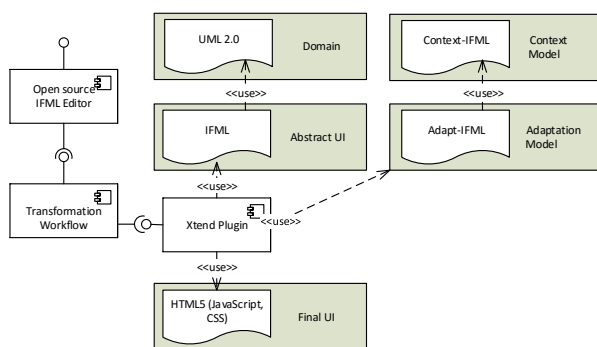 UML 2.0
Domain
Context-IFML
Context
Model
<<use>>
<<use>>
Open source
IFML Editor
IFML
Abstract UI
Adapt-IFML
Adaptation
Model
<<use>>
Transformation
Workflow
Xtend Plugin
<<use>>
<<use>>
HTML5 (JavaScript,
CSS)
Final UI